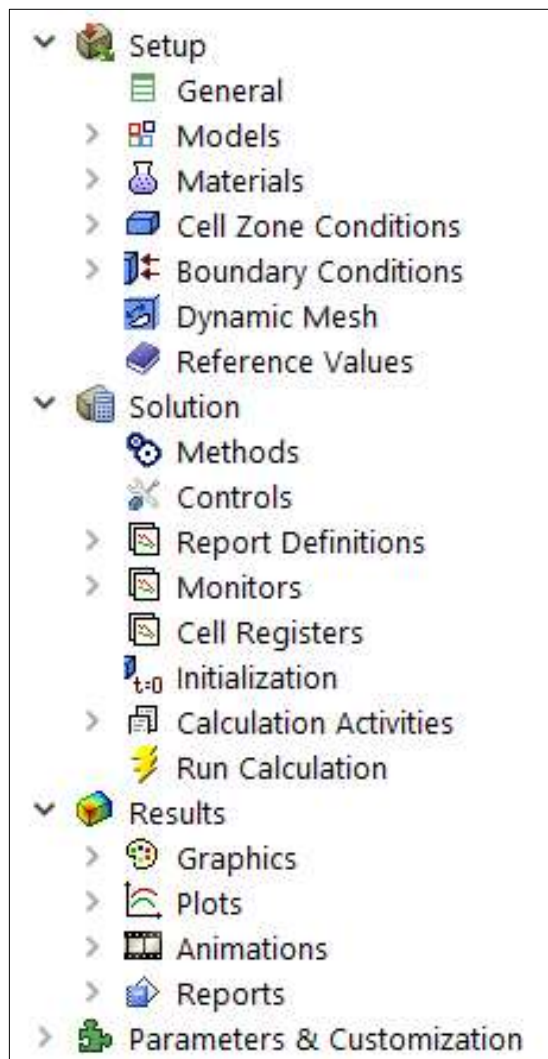 Setup
General
Models
Materials
Cell Zone Conditions
Boundary Conditions
Dynamic Mesh
Reference Values
Solution
Methods
Controls
Report Definitions
Monitors
Cell Registers
t=0 Initialization
Calculation Activities
Run Calculation
Results
Graphics
Plots
Animations
Reports
Parameters & Customization